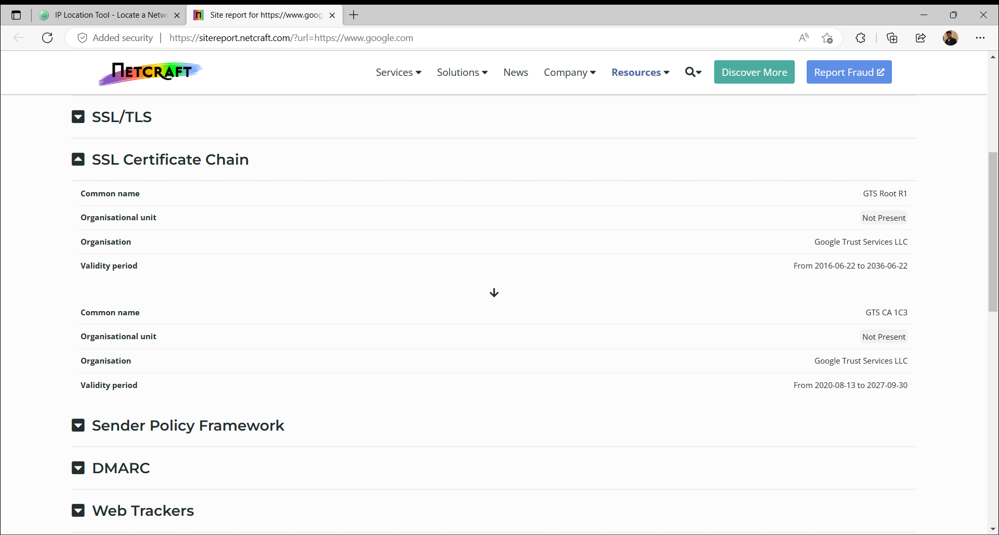 IP Location Tool - Locate a Netw
Site report for https://www.goog
Added security
https://sitereport.netcraft.com/?url=https://www.google.com
NETCRAFT
Services
Solutions
News
Company
Resources
Discover More
Report Fraud
SSL/TLS
SSL Certificate Chain
Common name GTS Root R1
Organisational unit Not Present
Organisation Google Trust Services LLC
Validity period From 2016-06-22 to 2036-06-22
Common name GTS CA 1C3
Organisational unit Not Present
Organisation Google Trust Services LLC
Validity period From 2020-08-13 to 2027-09-30
Sender Policy Framework
DMARC
Web Trackers